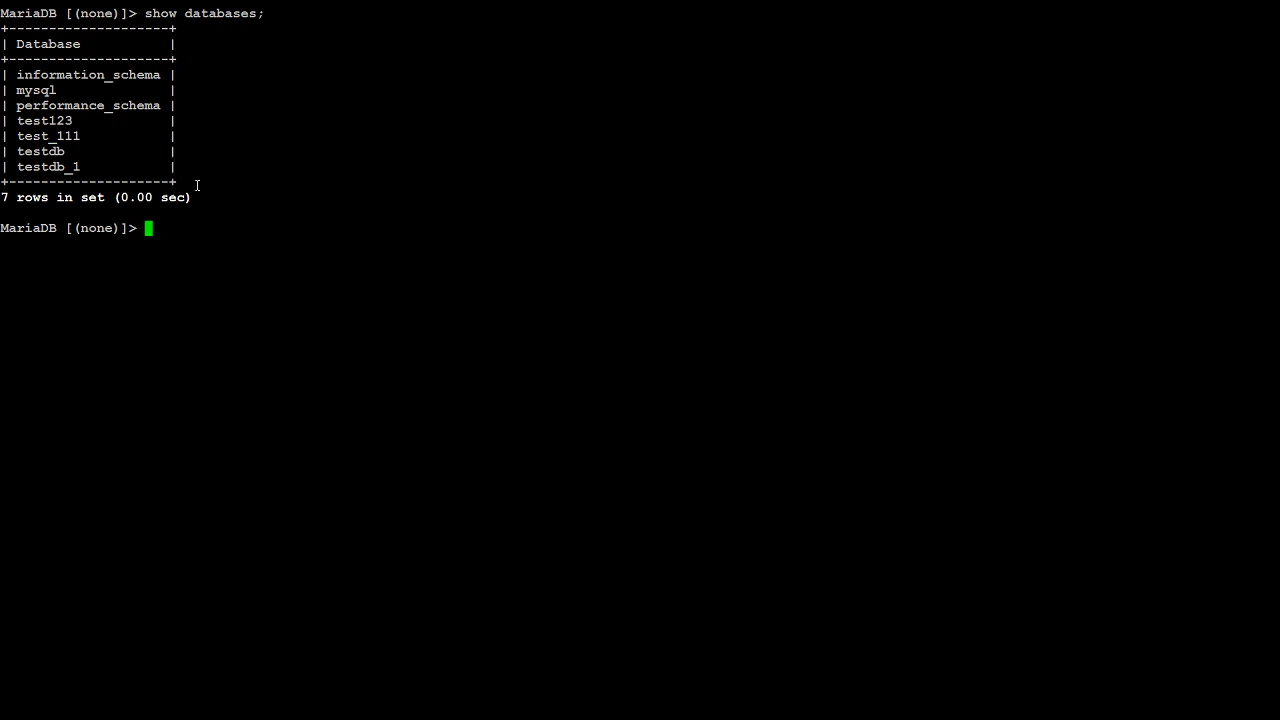 MariaDB [(none)]> show databases;
+--------------------+
| Database           |
+--------------------+
| information_schema |
| mysql              |
| performance_schema |
| test123            |
| test_111           |
| testdb             |
| testdb_1           |
+--------------------+
7 rows in set (0.00 sec)
MariaDB [(none)]>